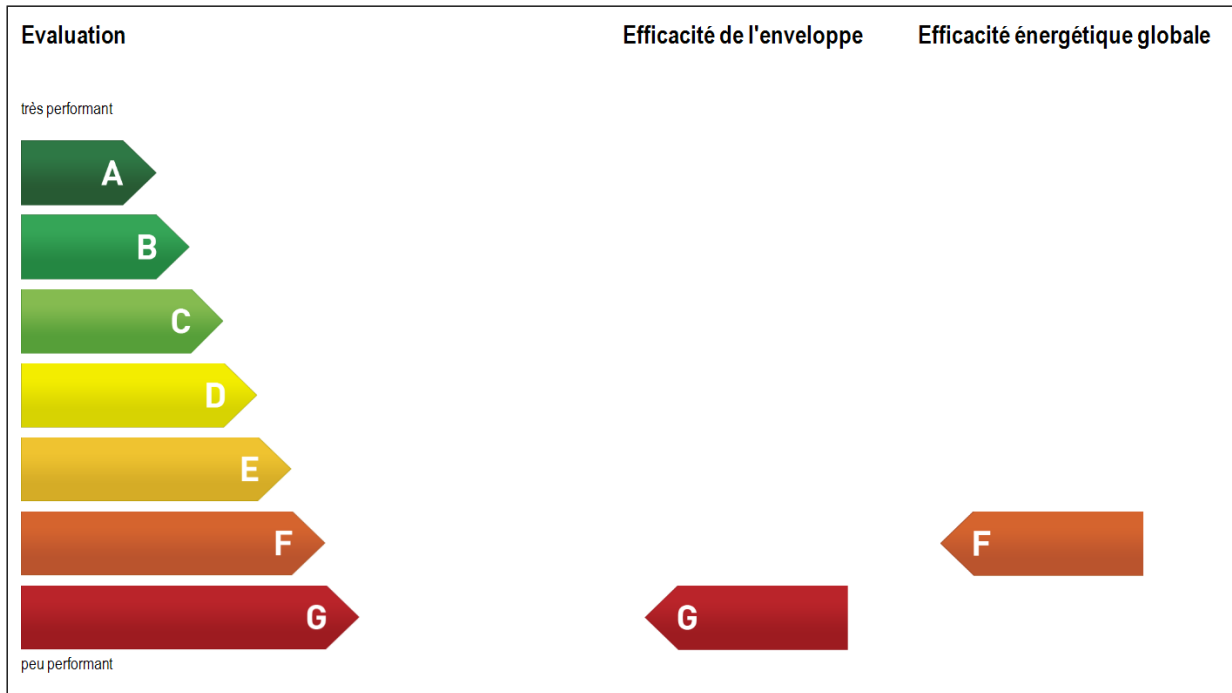 Evaluation Efficacité de l'enveloppe Efficacité énergétique globale
très performant
A
B
C
D
E
F F
G G
peu performant